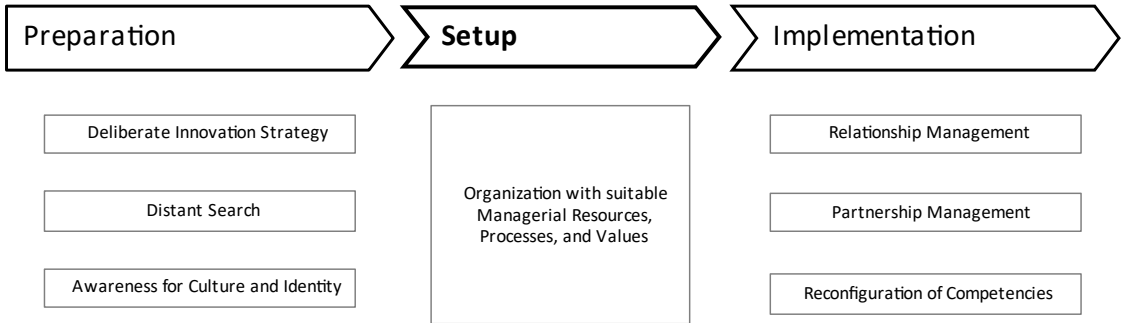 Preparation
Setup
Implementation
Deliberate Innovation Strategy
Distant Search
Awareness for Culture and Identity
Organization with suitable
Managerial Resources,
Processes, and Values
Relationship Management
Partnership Management
Reconfiguration of Competencies